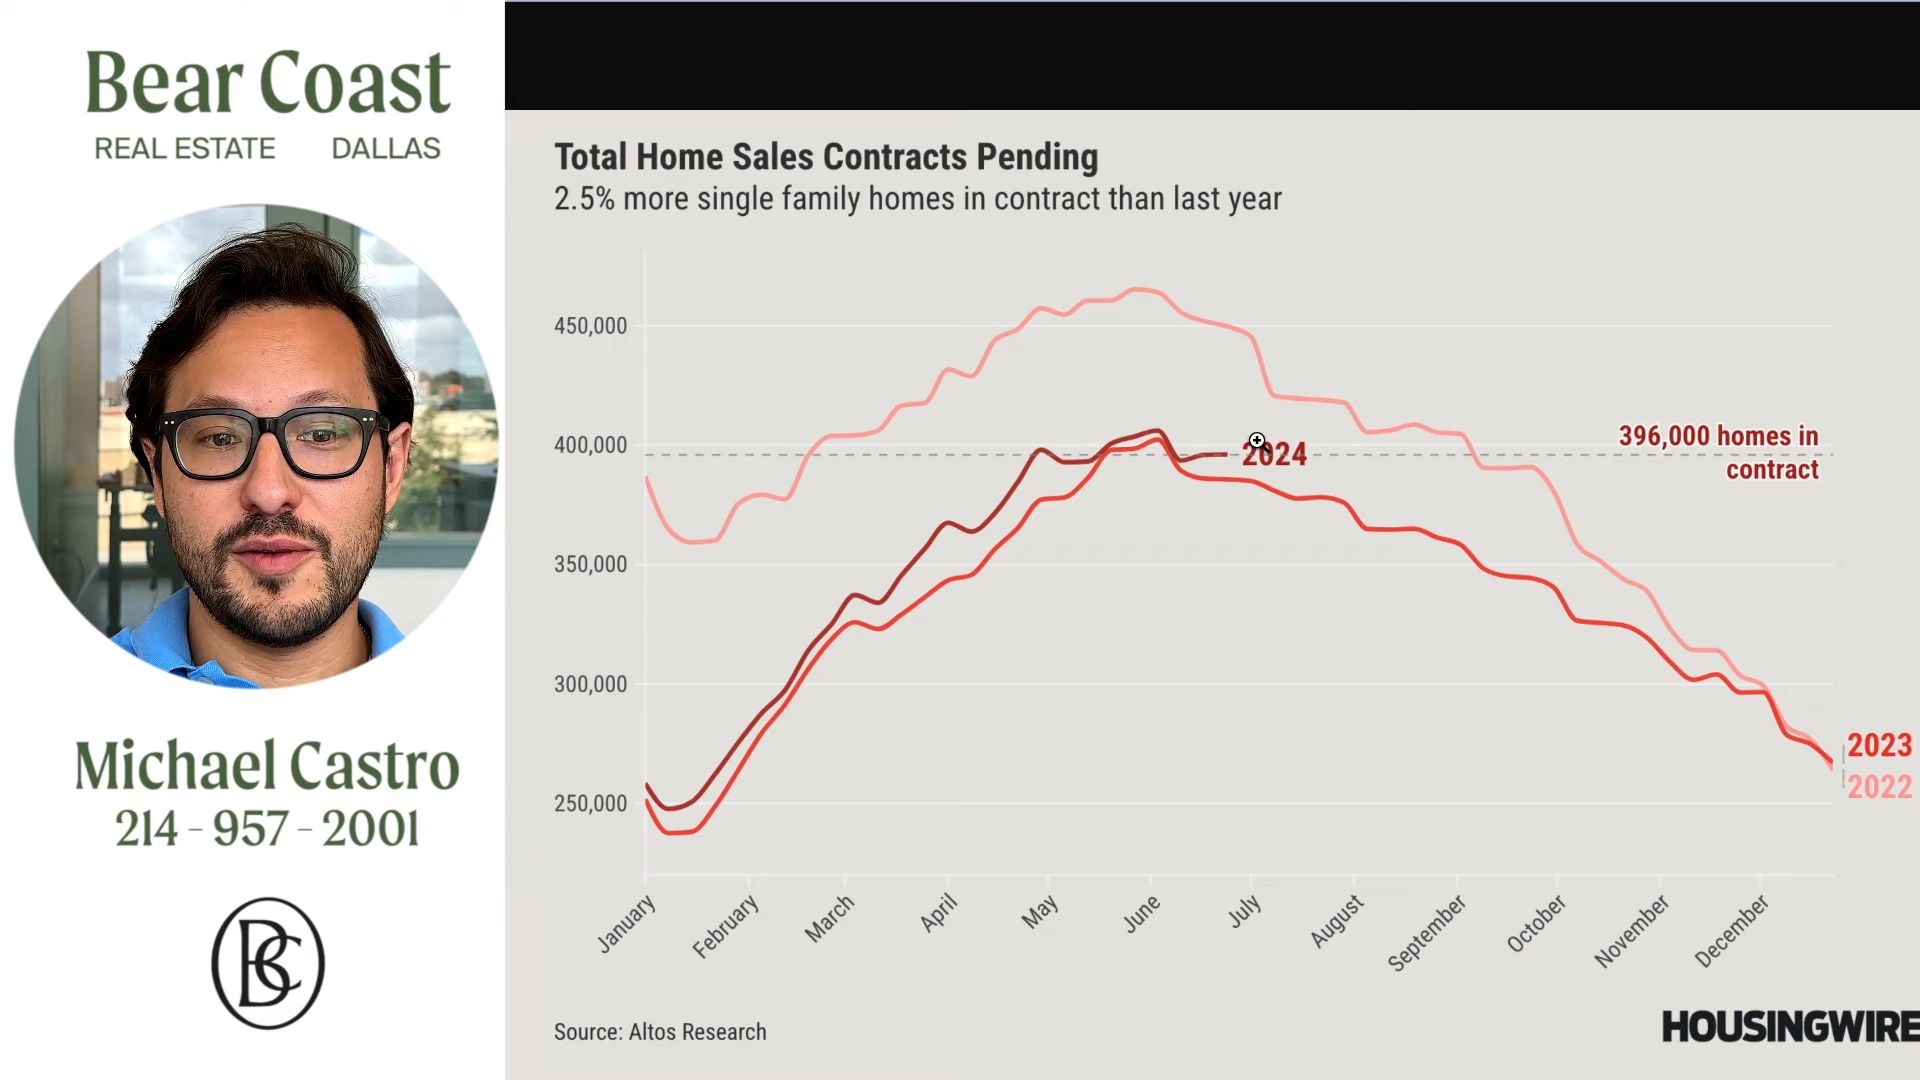 Bear Coast
REAL ESTATE DALLAS
Michael Castro
214 - 957 - 2001
BC
Total Home Sales Contracts Pending
2.5% more single family homes in contract than last year
450,000
400,000
350,000
300,000
250,000
2024
396,000 homes in
contract
2023
2022
January
February
March
April
May
June
July
August
September
October
November
December
Source: Altos Research
HOUSINGWIRE